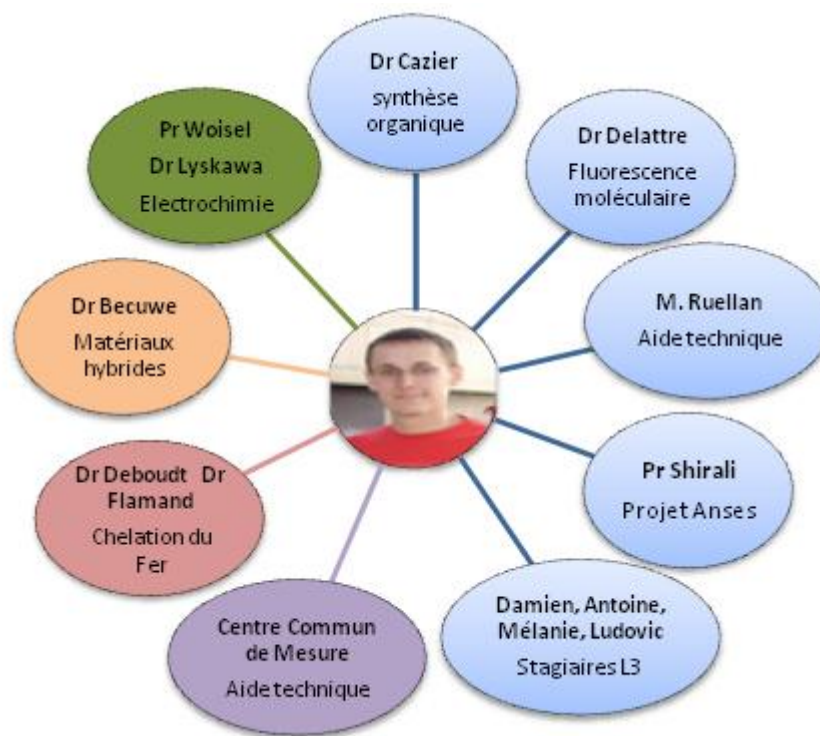 Dr Cazier
synthèse
organique
Dr Delattre
Fluorescence
moléculaire
M. Ruellan
Aide technique
Pr Shirali
Projet Anses
Damien, Antoine,
Mélanie, Ludovic
Stagiaires L3
Centre Commun
de Mesure
Aide technique
Dr Deboudt Dr
Flamand
Chelation du
Fer
Dr Becuwe
Matériaux
hybrides
Pr Woisel
Dr Lyskawa
Electrochimie